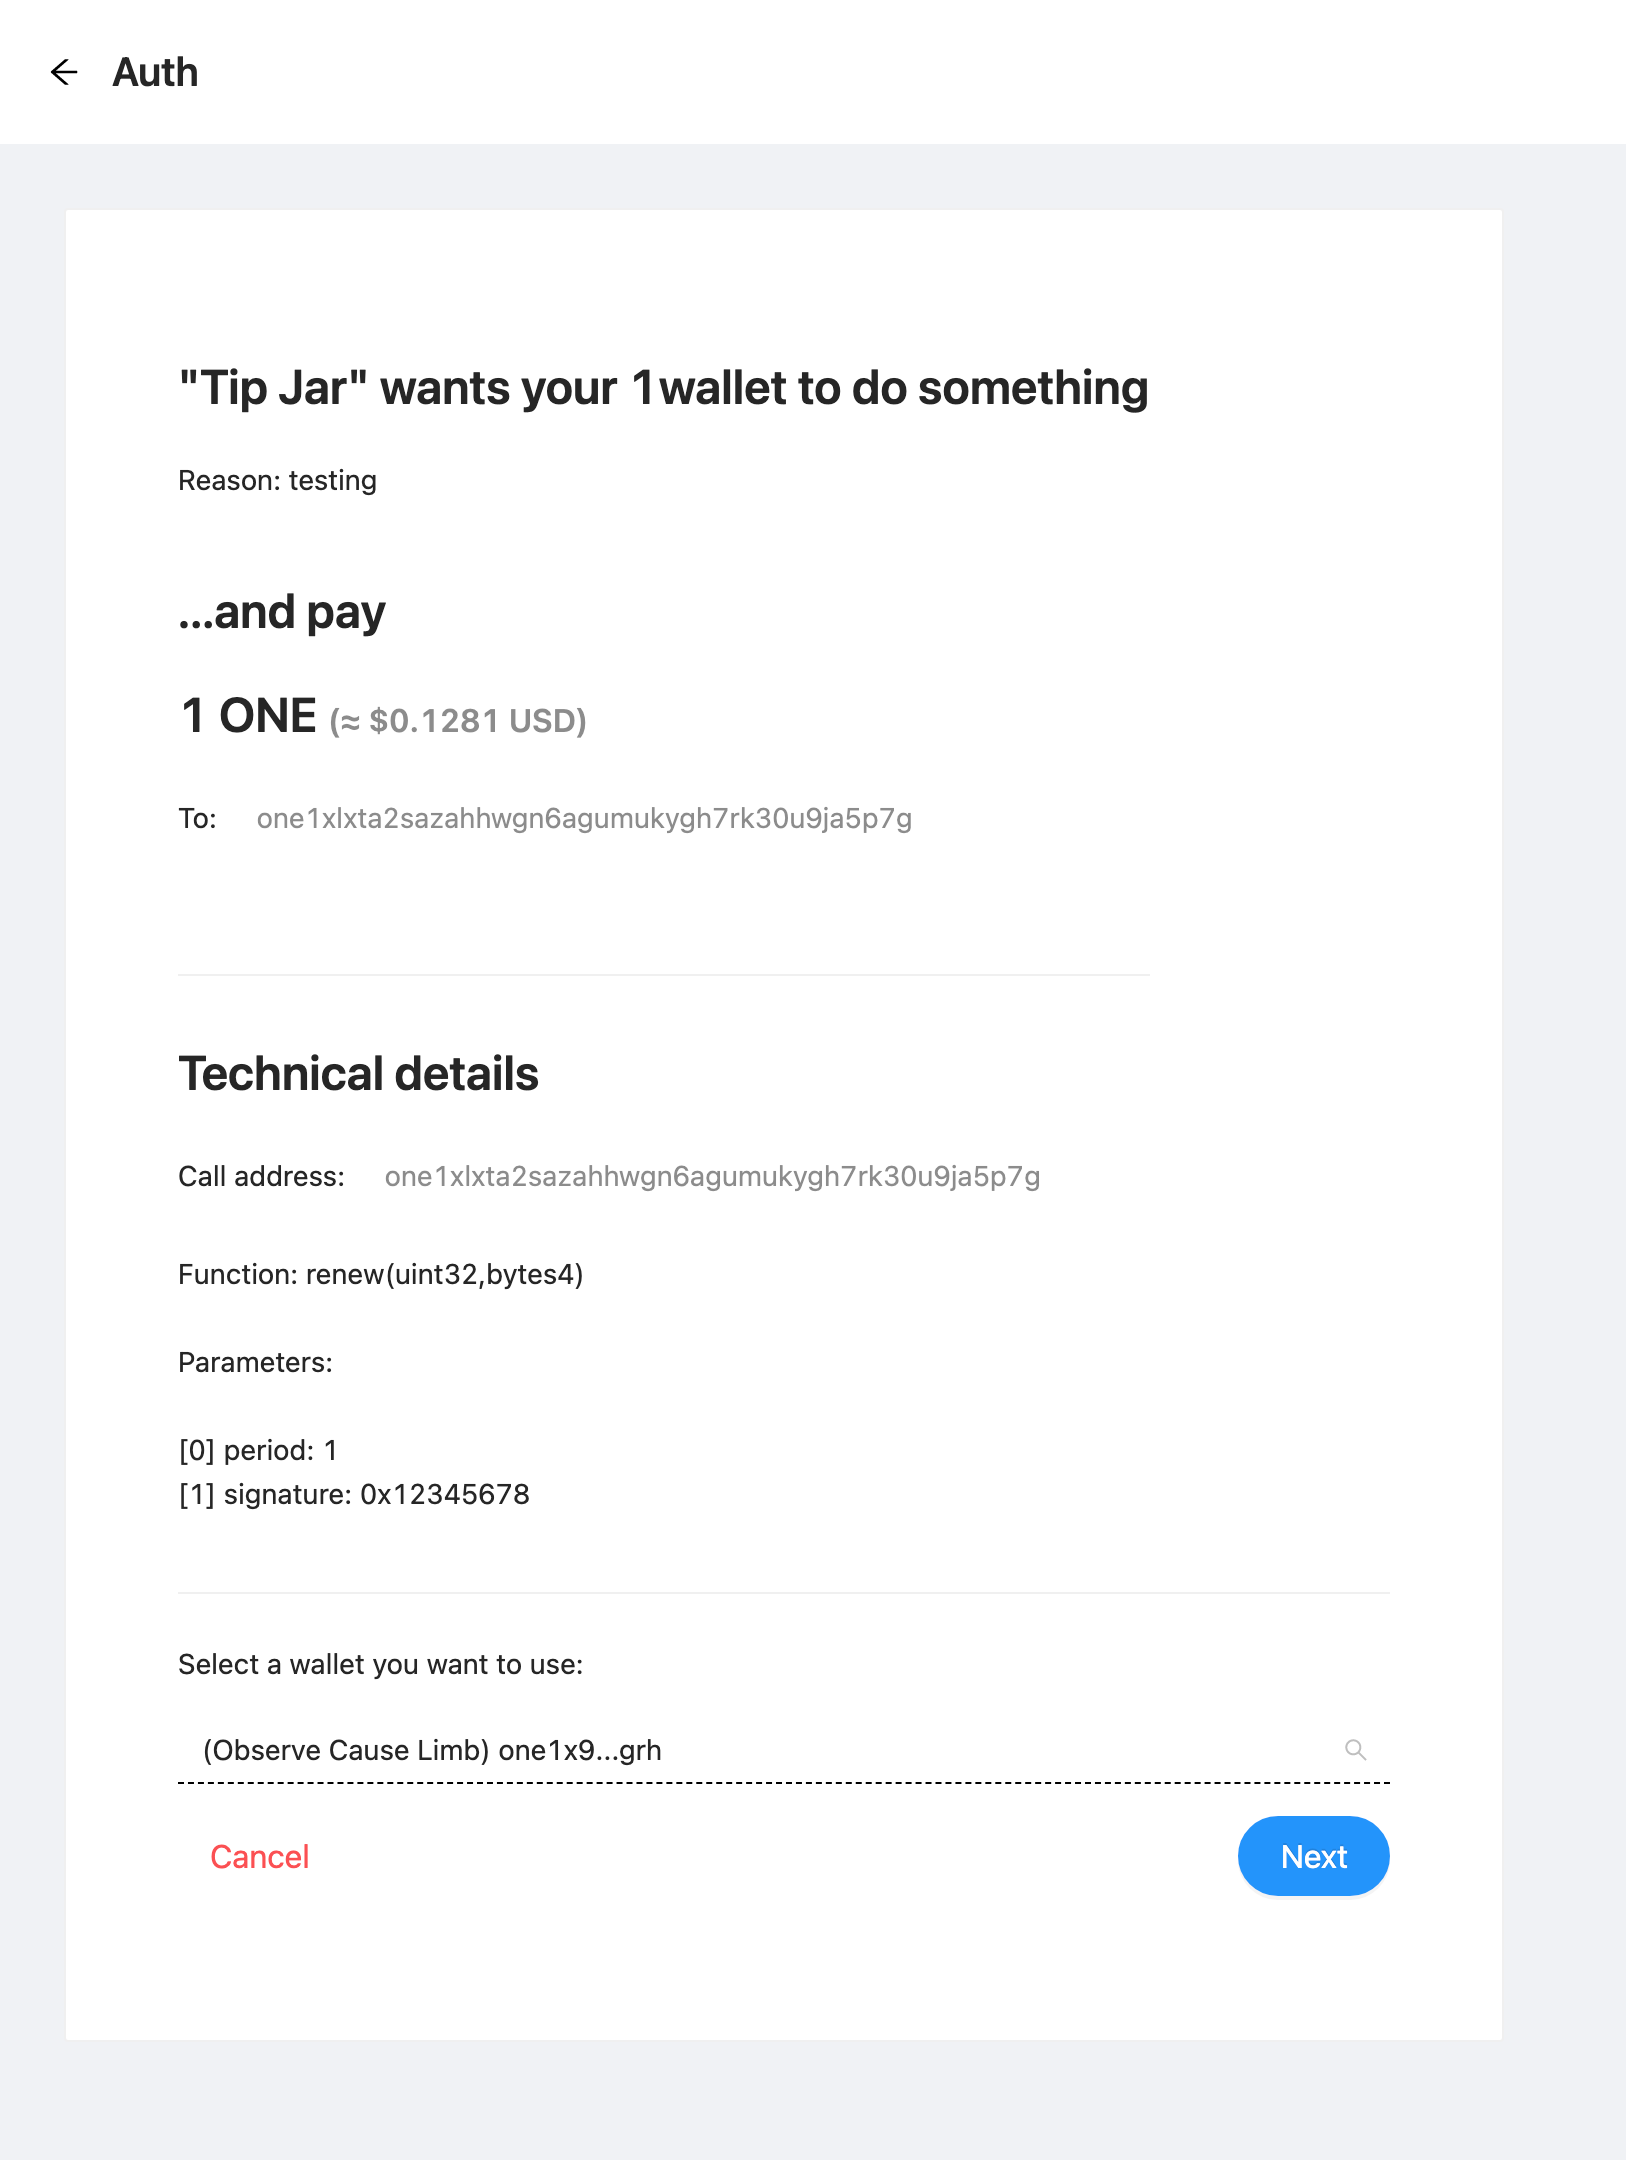 Auth
"Tip Jar" wants your 1wallet to do something
Reason: testing
...and pay
1 ONE (≈ $0.1281 USD)
To: one1xlxta2sazahhwgn6agumukygh7rk30u9ja5p7g
Technical details
Call address: one1xlxta2sazahhwgn6agumukygh7rk30u9ja5p7g
Function: renew(uint32,bytes4)
Parameters:
[0] period: 1
[1] signature: 0x12345678
Select a wallet you want to use:
(Observe Cause Limb) one1x9...grh
Cancel Next